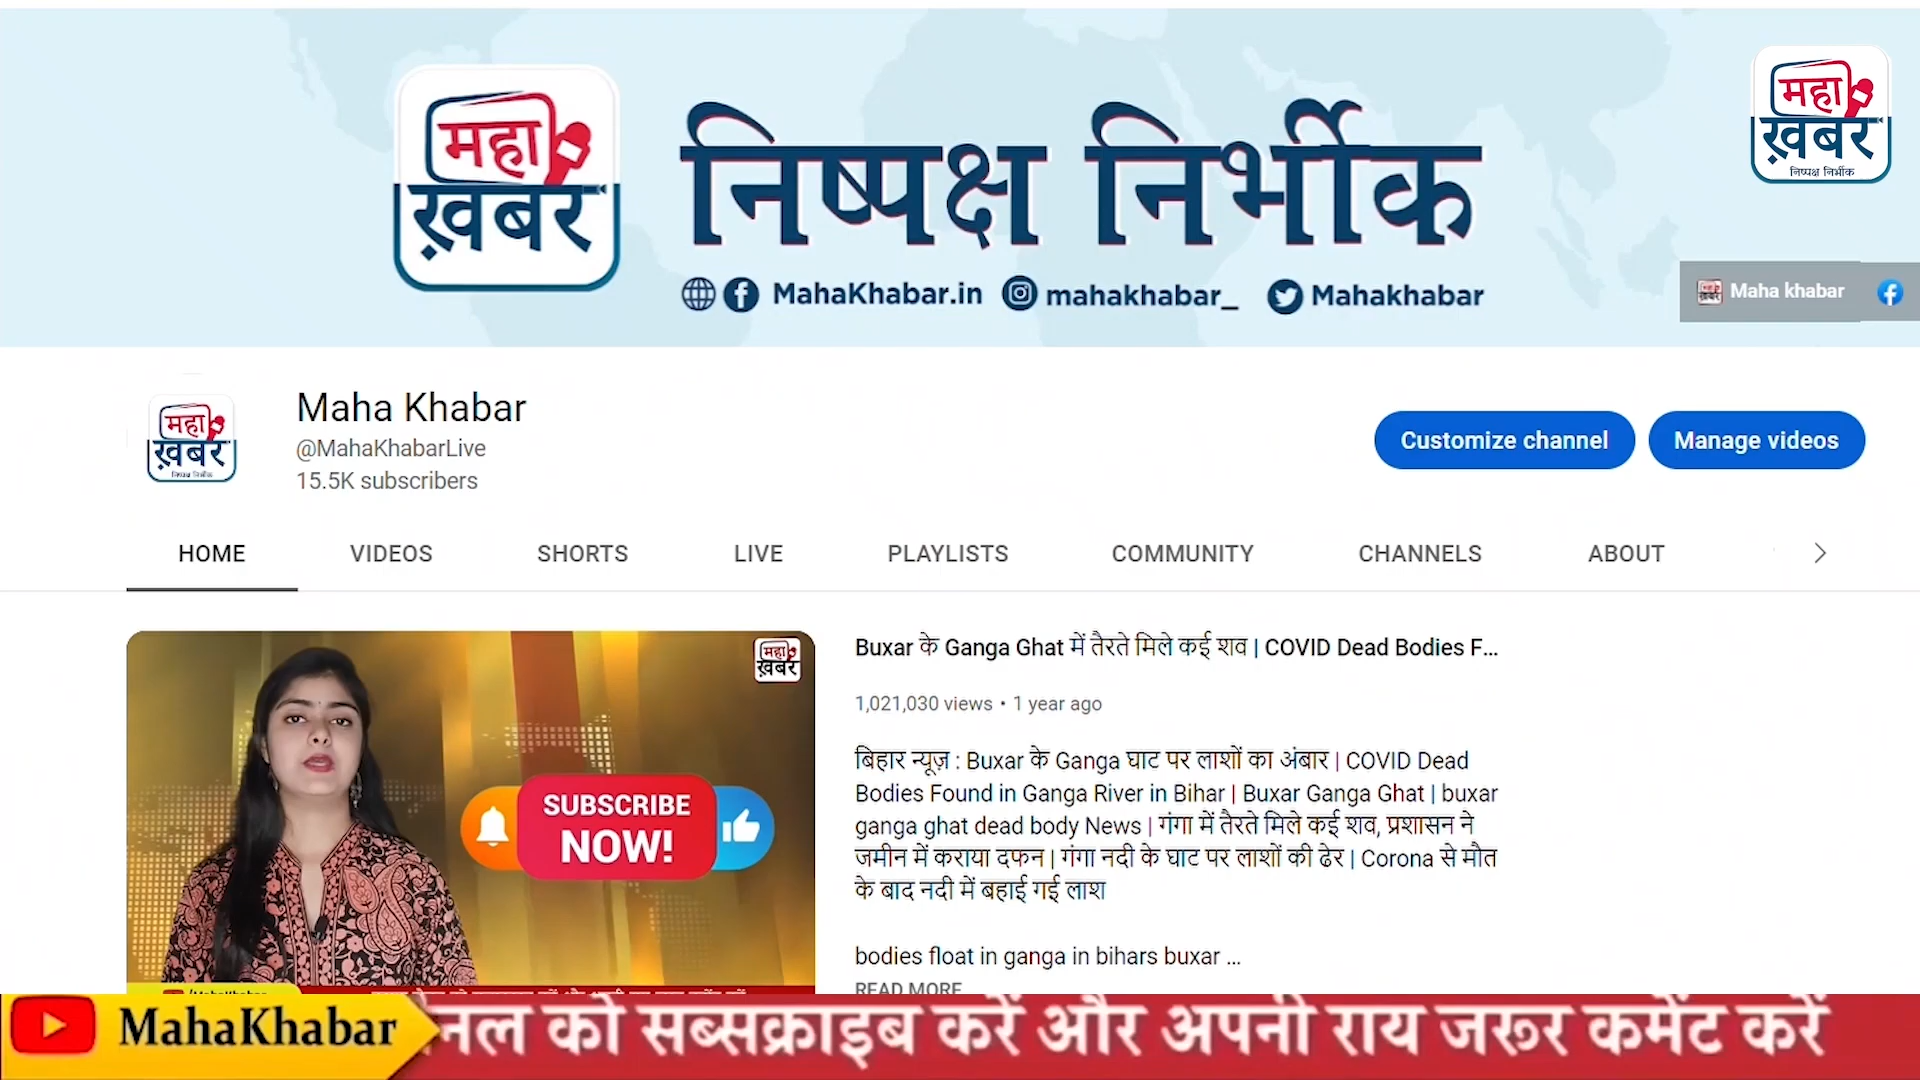 महा
ख़बर
निष्पक्ष निर्भीक
MahaKhabar.in mahakhabar_ Mahakhabar
महा
ख़बर
निष्पक्ष निर्भीक
Maha khabar
महा
ख़बर
निष्पक्ष निर्भीक
Maha Khabar
@MahaKhabarLive
15.5K subscribers
Customize channel
Manage videos
HOME VIDEOS SHORTS LIVE PLAYLISTS COMMUNITY CHANNELS ABOUT
महा
ख़बर
SUBSCRIBE
NOW!
Buxar के Ganga Ghat में तैरते मिले कई शव | COVID Dead Bodies F...
1,021,030 views • 1 year ago
बिहार न्यूज़ : Buxar के Ganga घाट पर लाशों का अंबार | COVID Dead
Bodies Found in Ganga River in Bihar | Buxar Ganga Ghat | buxar
ganga ghat dead body News | गंगा में तैरते मिले कई शव, प्रशासन ने
जमीन में कराया दफन | गंगा नदी के घाट पर लाशों की ढेर | Corona से मौत
के बाद नदी में बहाई गई लाश
bodies float in ganga in bihars buxar ...
READ MORE
MahaKhabar
नल को सब्सक्राइब करें और अपनी राय जरूर कमेंट करें